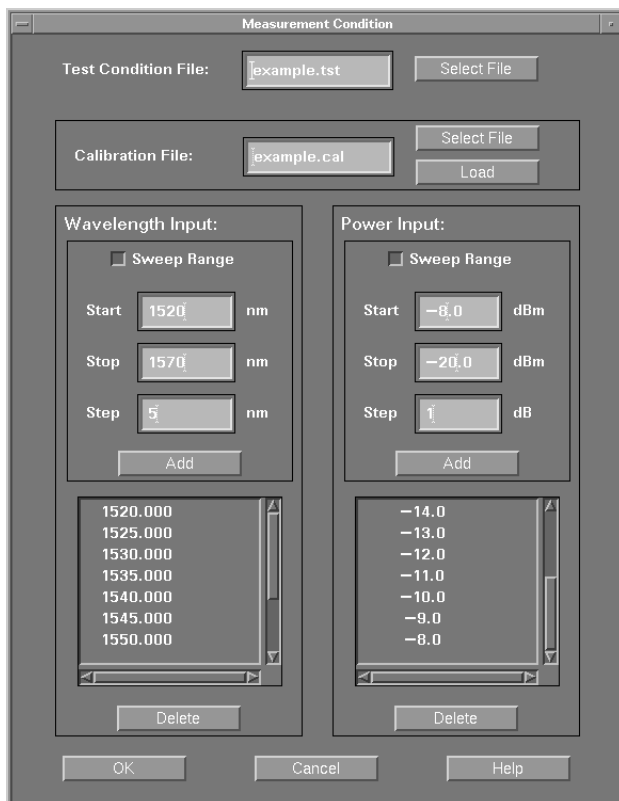 Measurement Condition
Test Condition File:
example.tst
Select File
Calibration File:
example.cal
Select File
Load
Wavelength Input:
Sweep Range
Start 1520 nm
Stop 1570 nm
Step 5 nm
Add
1520.000
1525.000
1530.000
1535.000
1540.000
1545.000
1550.000
Delete
Power Input:
Sweep Range
Start -8.0 dBm
Stop -20.0 dBm
Step 1 dB
Add
-14.0
-13.0
-12.0
-11.0
-10.0
-9.0
-8.0
Delete
OK
Cancel
Help